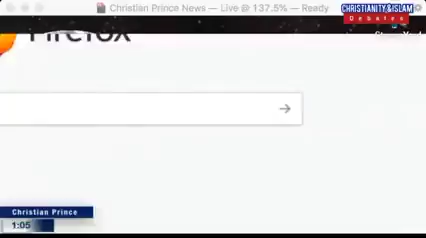 Christian Prince News — Live @ 137.5% — Ready
CHRISTIANITY & ISLAM
Debates
Firefox
Christian Prince
1:05